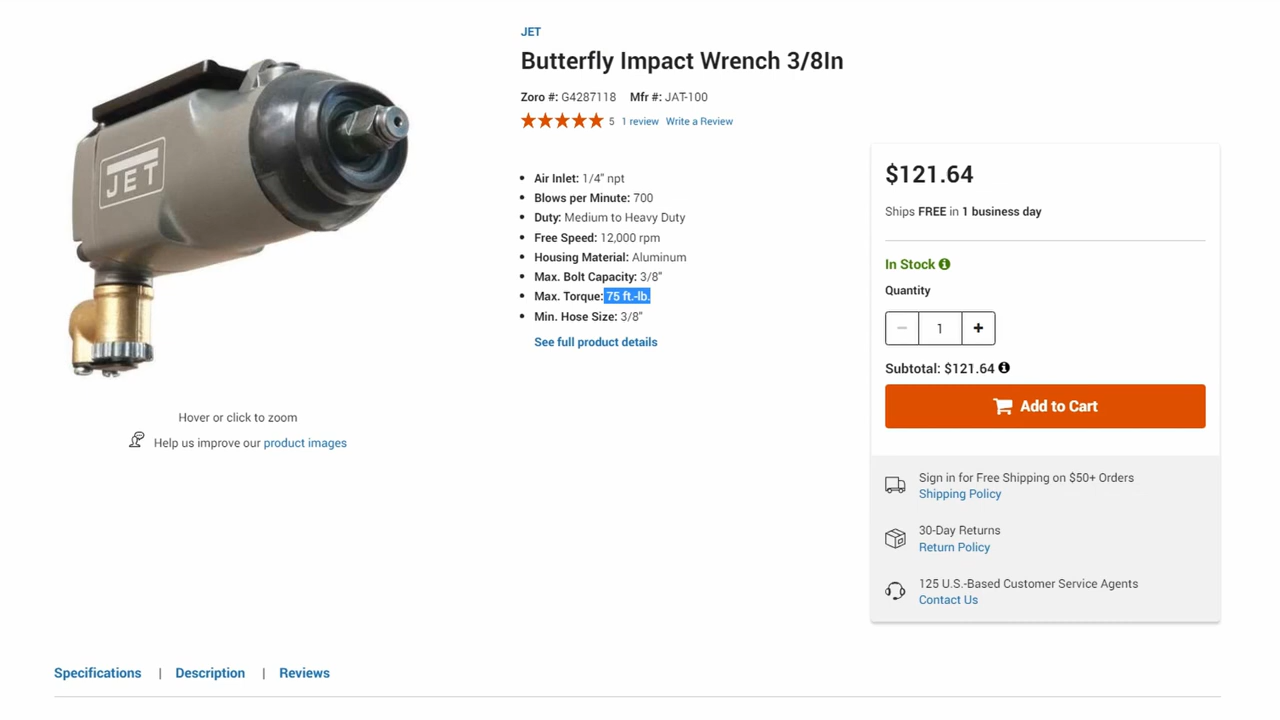 JET
JET
Butterfly Impact Wrench 3/8In
Zoro #: G4287118 Mfr #: JAT-100
5 1 review Write a Review
Air Inlet: 1/4" npt
Blows per Minute: 700
Duty: Medium to Heavy Duty
Free Speed: 12,000 rpm
Housing Material: Aluminum
Max. Bolt Capacity: 3/8"
Max. Torque: 75 ft.-lb.
Min. Hose Size: 3/8"
See full product details
$121.64
Ships FREE in 1 business day
In Stock
Quantity
1
Subtotal: $121.64
Add to Cart
Sign in for Free Shipping on $50+ Orders
Shipping Policy
30-Day Returns
Return Policy
125 U.S.-Based Customer Service Agents
Contact Us
Hover or click to zoom
Help us improve our product images
Specifications | Description | Reviews